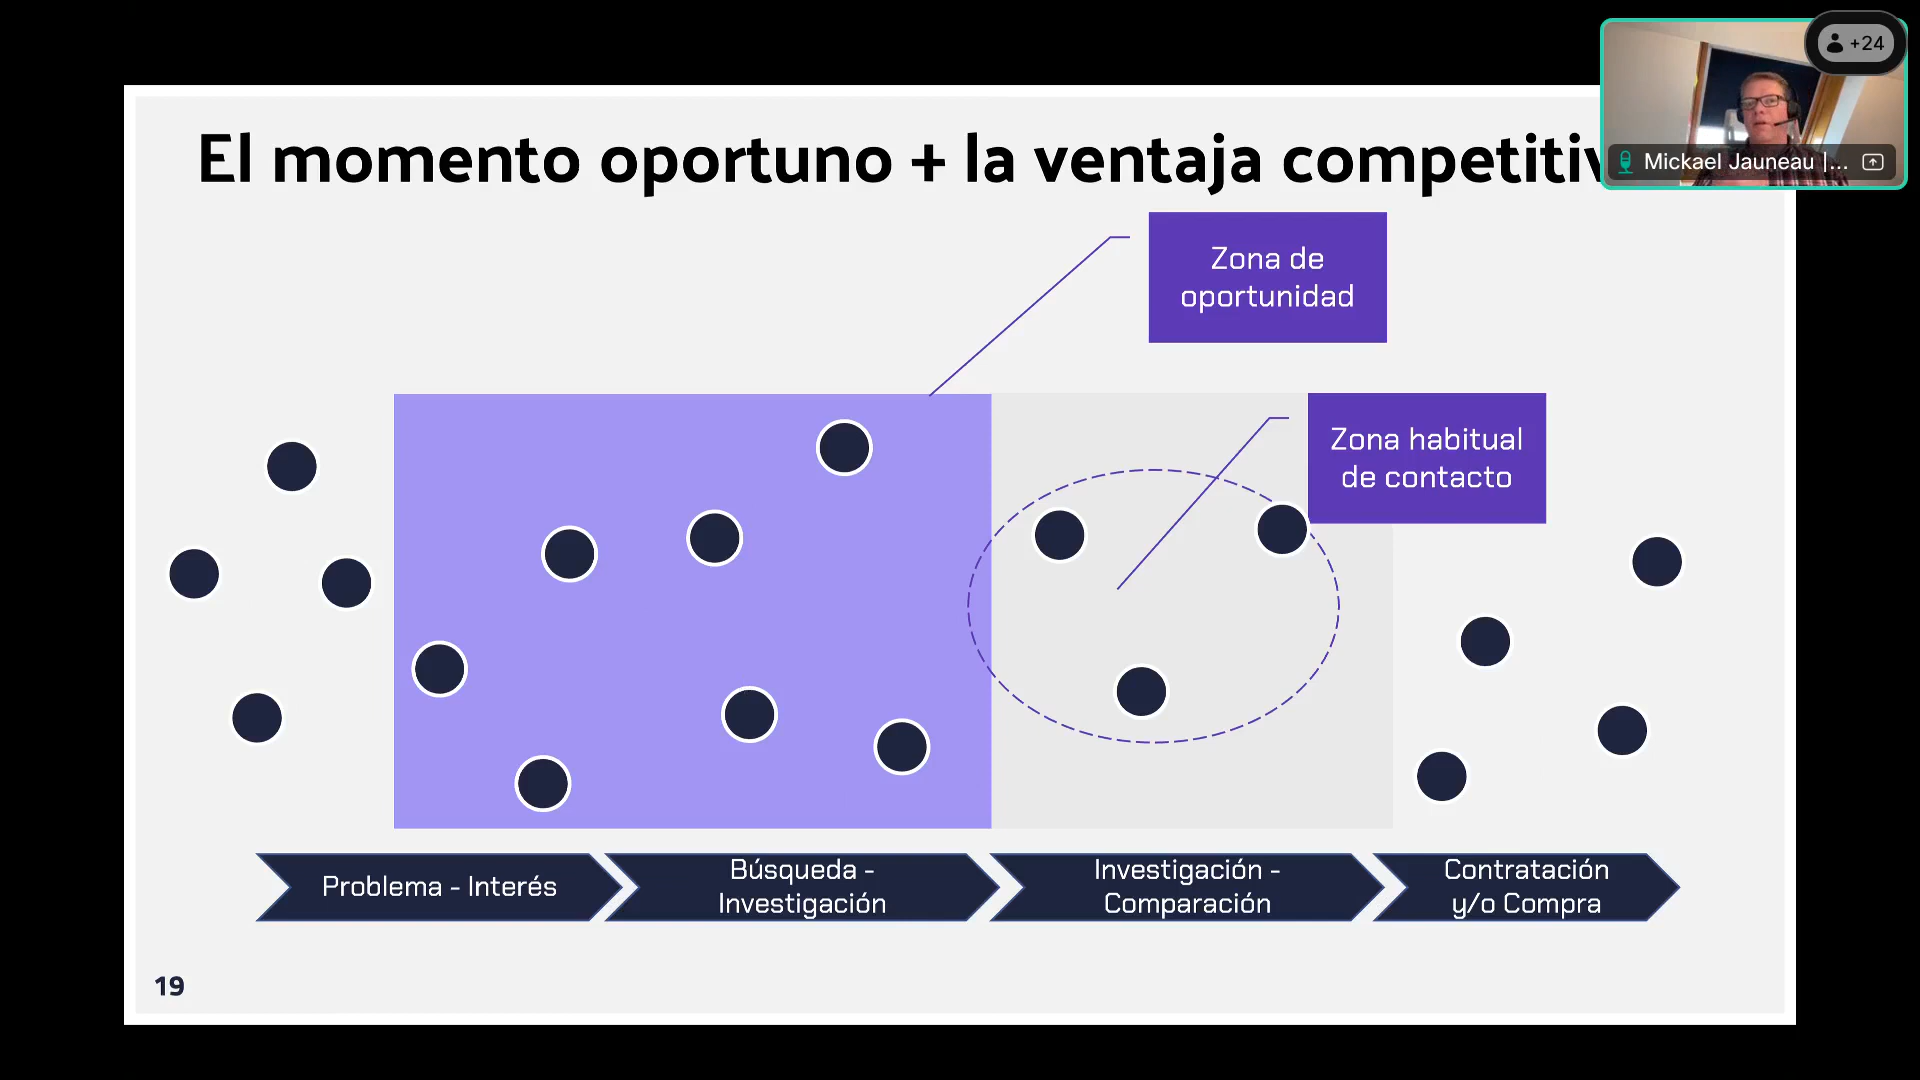 El momento oportuno + la ventaja competitiv
+24
Mickael Jauneau |...
Zona de
oportunidad
Zona habitual
de contacto
Problema - Interés
Búsqueda -
Investigación
Investigación -
Comparación
Contratación
y/o Compra
19